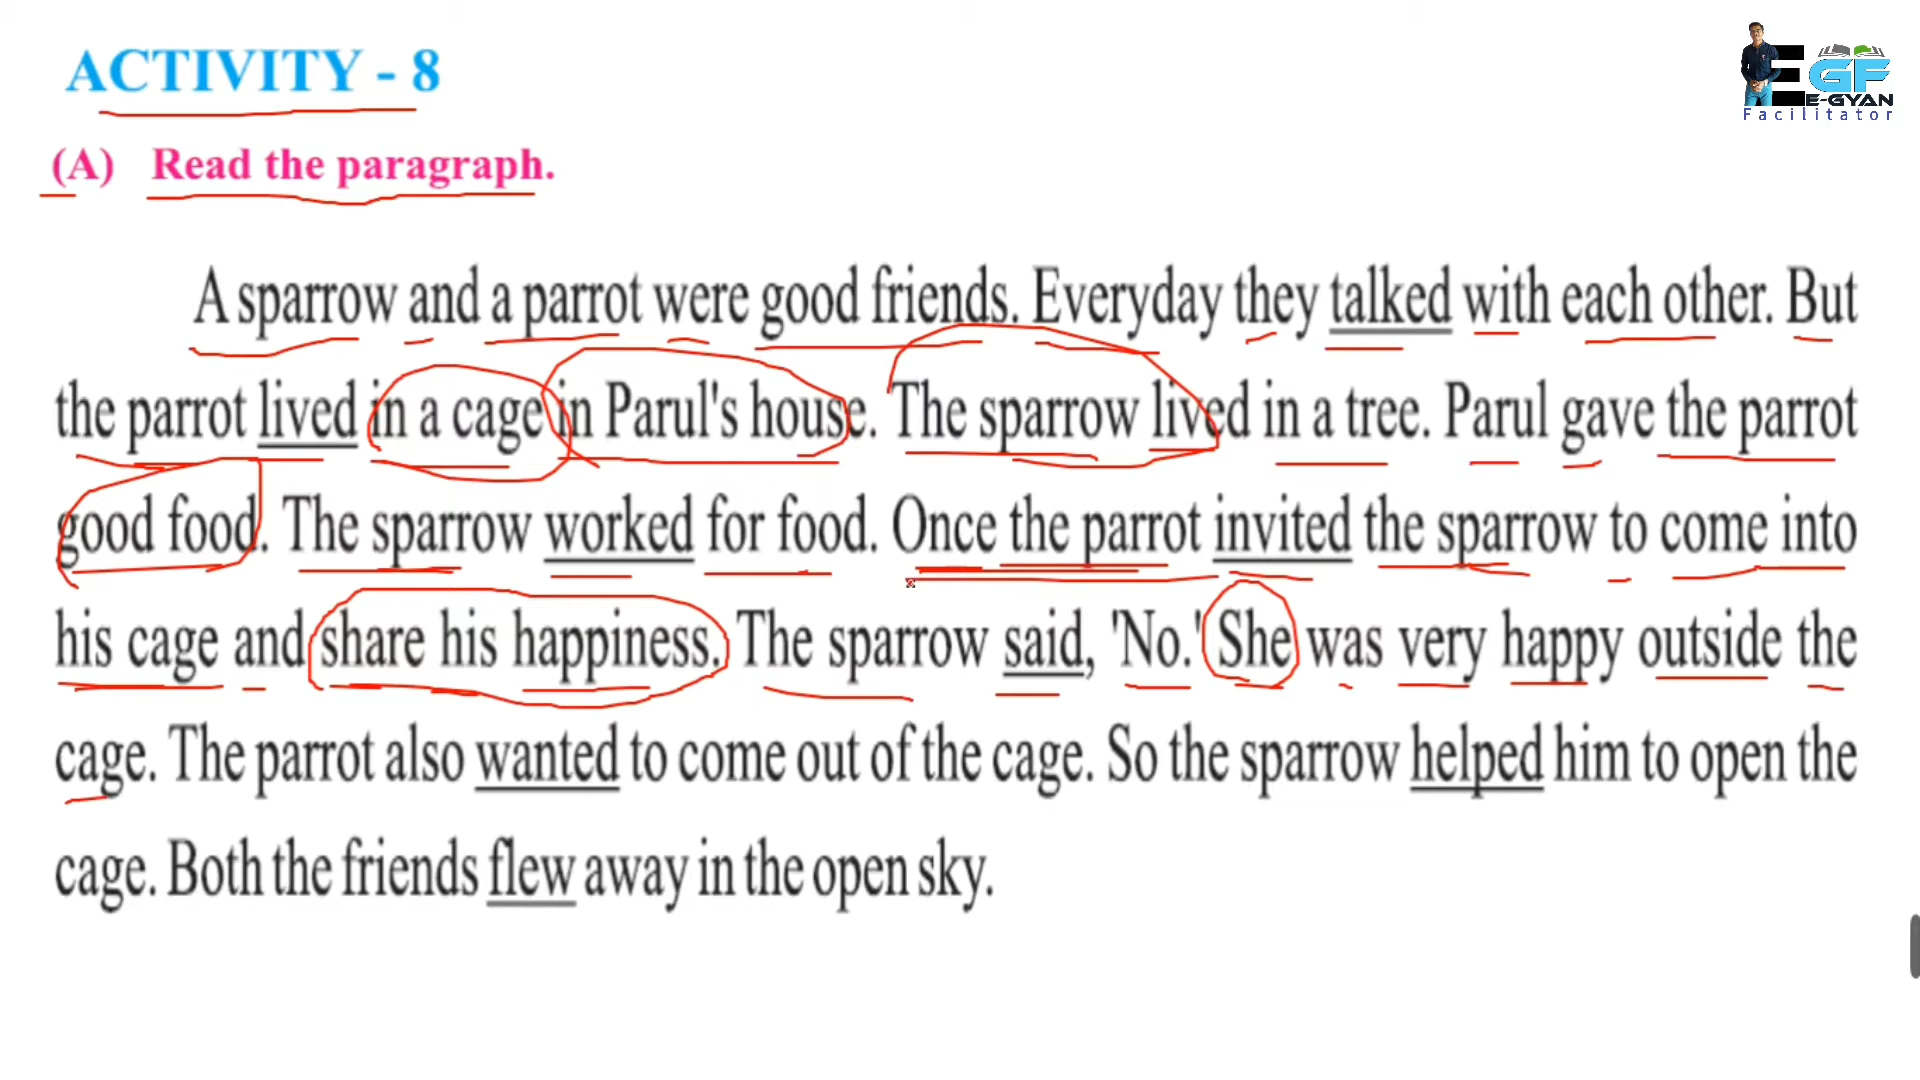 ACTIVITY - 8
EGF
E-GYAN
Facilitator
(A) Read the paragraph.
A sparrow and a parrot were good friends. Everyday they talked with each other. But
the parrot lived in a cage in Parul's house. The sparrow lived in a tree. Parul gave the parrot
good food. The sparrow worked for food. Once the parrot invited the sparrow to come into
his cage and share his happiness. The sparrow said, 'No.' She was very happy outside the
cage. The parrot also wanted to come out of the cage. So the sparrow helped him to open the
cage. Both the friends flew away in the open sky.